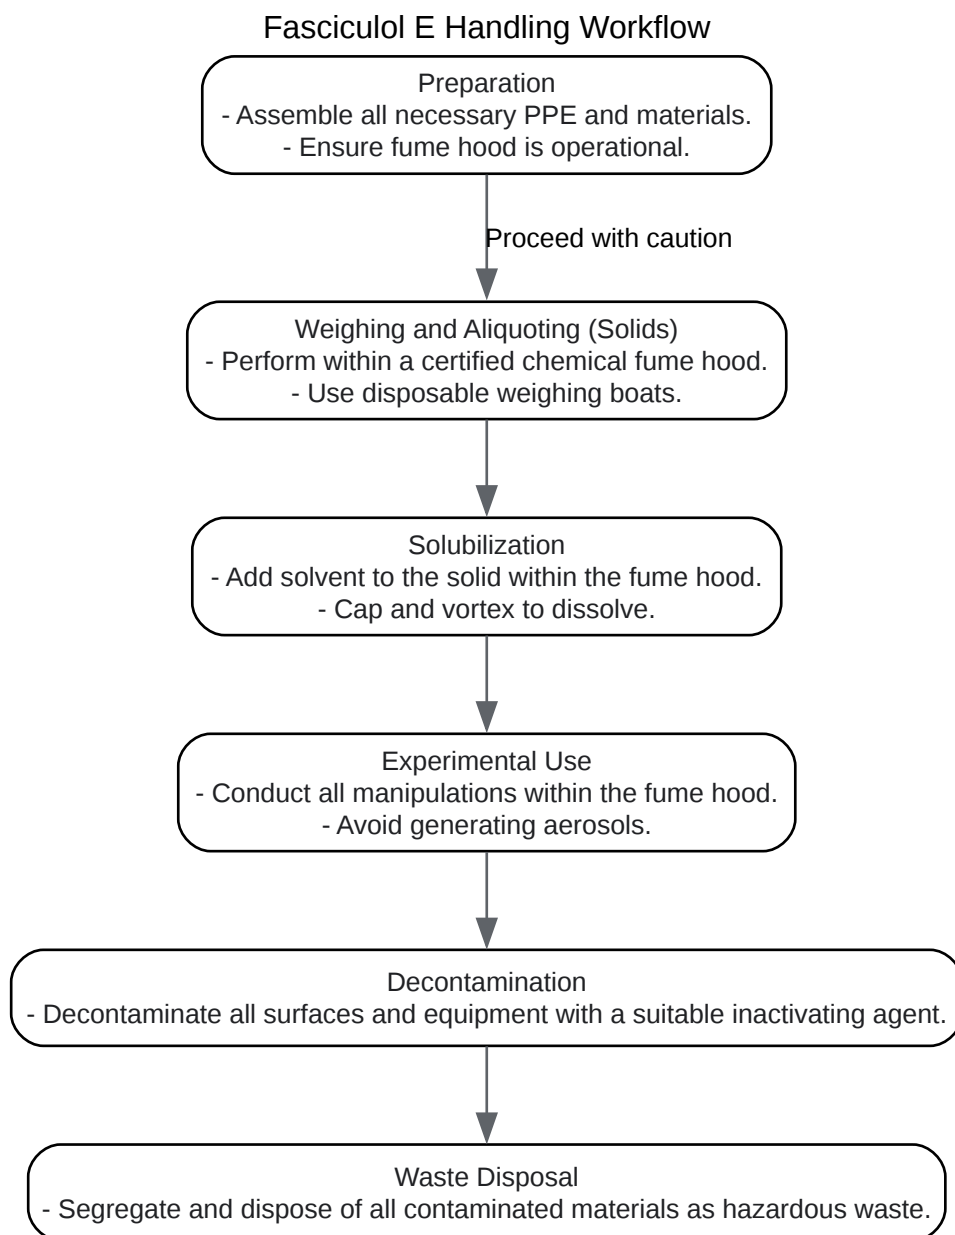 Fasciculol E Handling Workflow
Preparation
- Assemble all necessary PPE and materials.
- Ensure fume hood is operational.
Proceed with caution
Weighing and Aliquoting (Solids)
- Perform within a certified chemical fume hood.
- Use disposable weighing boats.
Solubilization
- Add solvent to the solid within the fume hood.
- Cap and vortex to dissolve.
Experimental Use
- Conduct all manipulations within the fume hood.
- Avoid generating aerosols.
Decontamination
- Decontaminate all surfaces and equipment with a suitable inactivating agent.
Waste Disposal
- Segregate and dispose of all contaminated materials as hazardous waste.